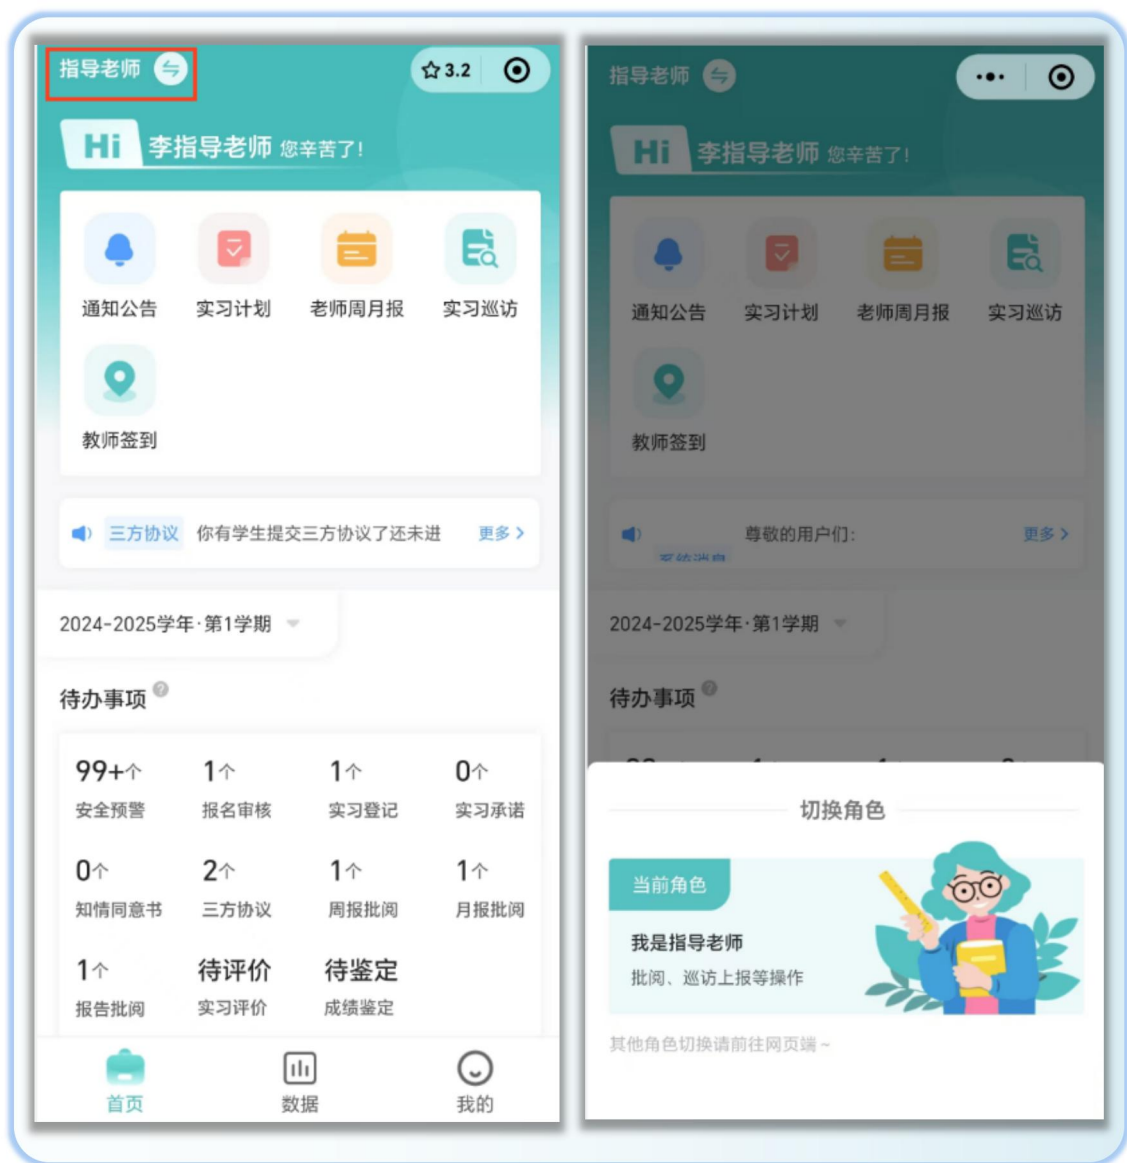 指导老师
3.2
Hi 李指导老师 您辛苦了!
通知公告 实习计划 老师周月报 实习巡访
教师签到
三方协议 你有学生提交三方协议了还未进 更多
2024-2025学年·第1学期
待办事项 ?
99+个 1个 1个 0个
安全预警 报名审核 实习登记 实习承诺
0个 2个 1个 1个
知情同意书 三方协议 周报批阅 月报批阅
1个 待评价 待鉴定
报告批阅 实习评价 成绩鉴定
首页 数据 我的
指导老师
Hi 李指导老师 您辛苦了!
通知公告 实习计划 老师周月报 实习巡访
教师签到
尊敬的用户们: 更多
系统消息
2024-2025学年·第1学期
待办事项 ?
切换角色
当前角色
我是指导老师
批阅、巡访上报等操作
其他角色切换请前往网页端~